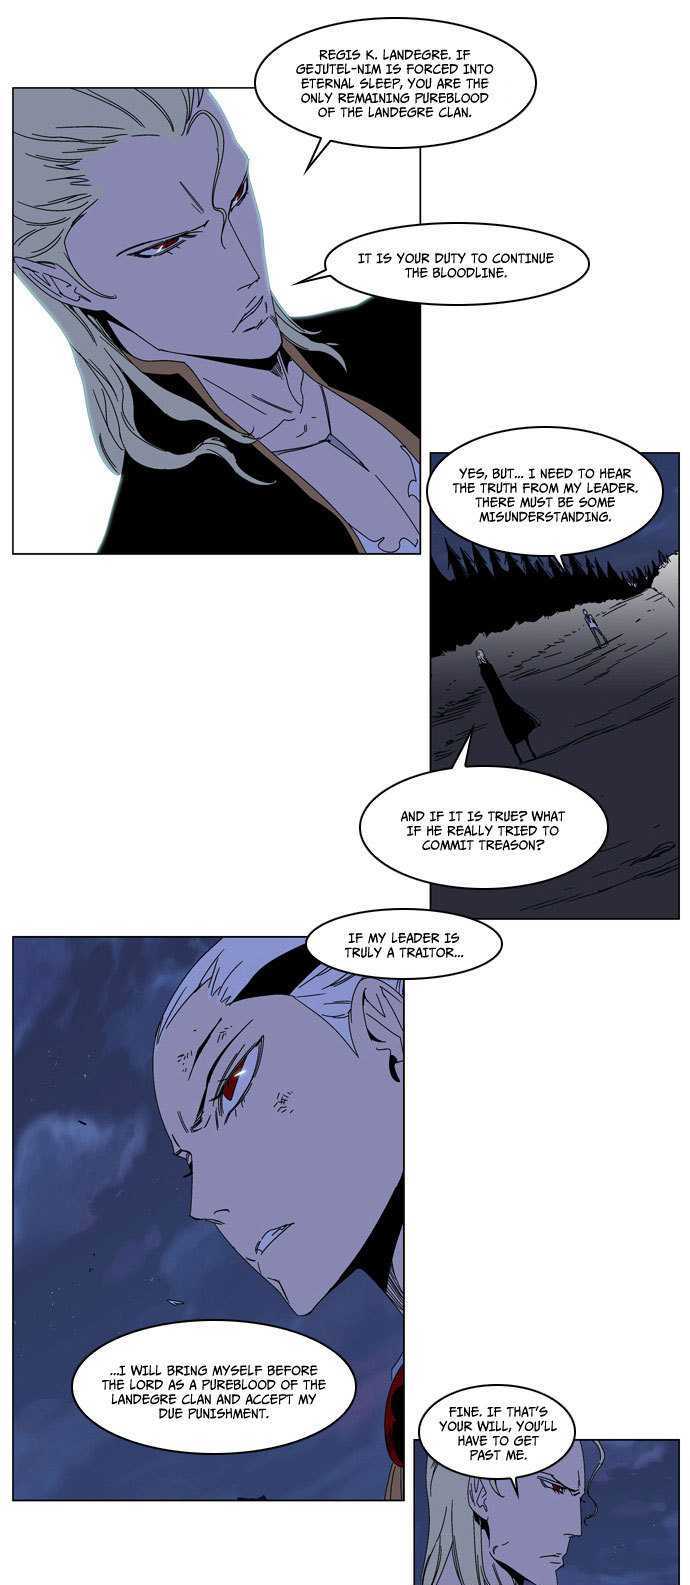 REGIS K. LANDEGRE. IF
GEJUTEL-NIM IS FORCED INTO
ETERNAL SLEEP, YOU ARE THE
ONLY REMAINING PUREBLOOD
OF THE LANDEGRE CLAN.
IT IS YOUR DUTY TO CONTINUE
THE BLOODLINE.
YES, BUT... I NEED TO HEAR
THE TRUTH FROM MY LEADER.
THERE MUST BE SOME
MISUNDERSTANDING.
AND IF IT IS TRUE? WHAT
IF HE REALLY TRIED TO
COMMIT TREASON?
IF MY LEADER IS
TRULY A TRAITOR...
...I WILL BRING MYSELF BEFORE
THE LORD AS A PUREBLOOD OF THE
LANDEGRE CLAN AND ACCEPT MY
DUE PUNISHMENT.
FINE. IF THAT'S
YOUR WILL, YOU'LL
HAVE TO GET
PAST ME.